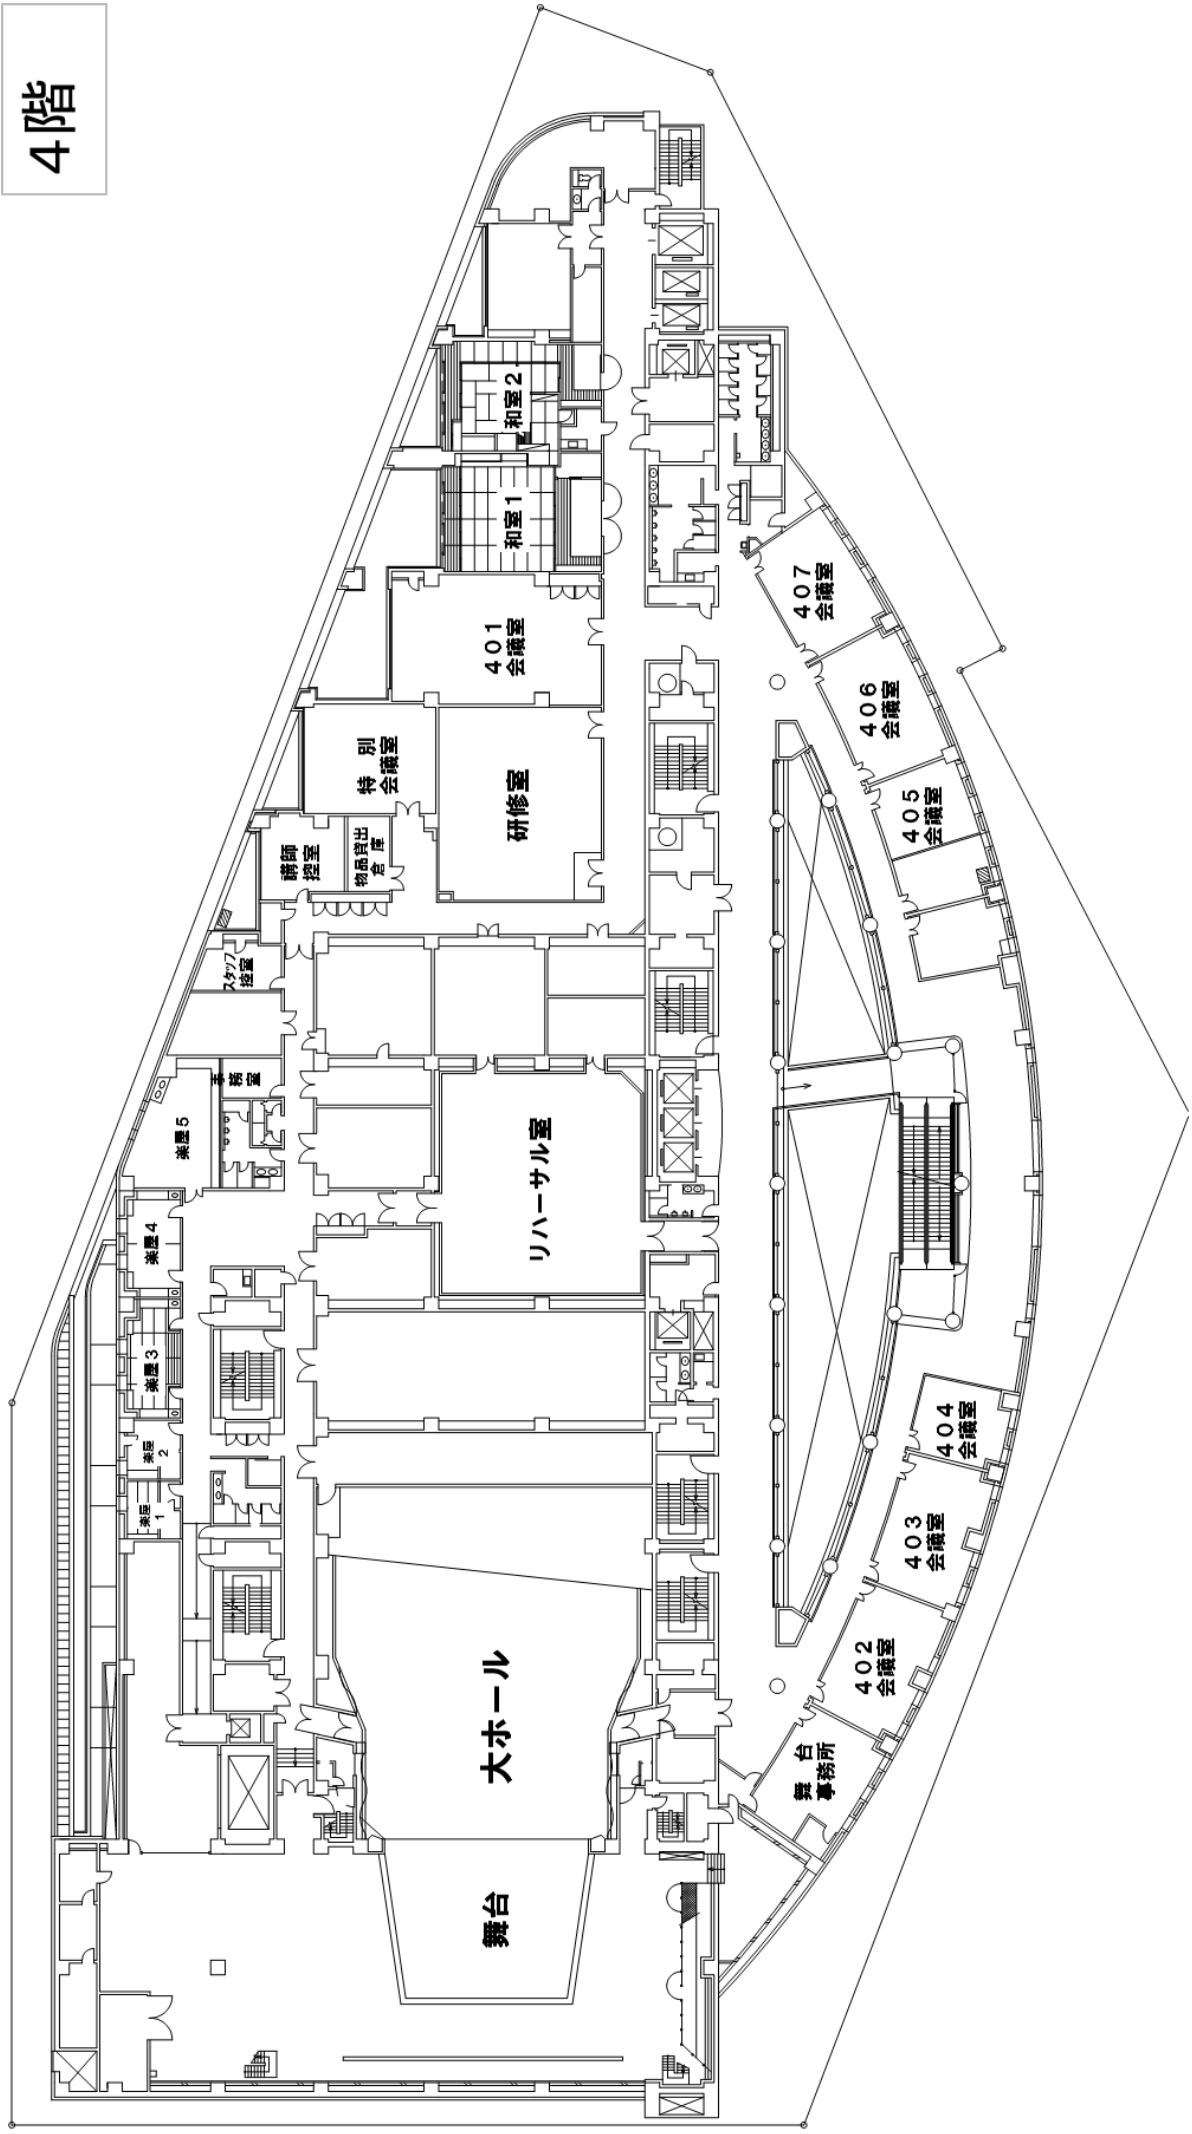 4階
和室2
和室1
401
会議室
特 別
会議室
研修室
講師
控室
物品貸出
倉 庫
スタッフ
控室
事務室
楽屋5
楽屋4
楽屋3
楽屋
2
楽屋
1
リハーサル室
大ホール
舞台
407
会議室
406
会議室
405
会議室
404
会議室
403
会議室
402
会議室
舞 台
事務所